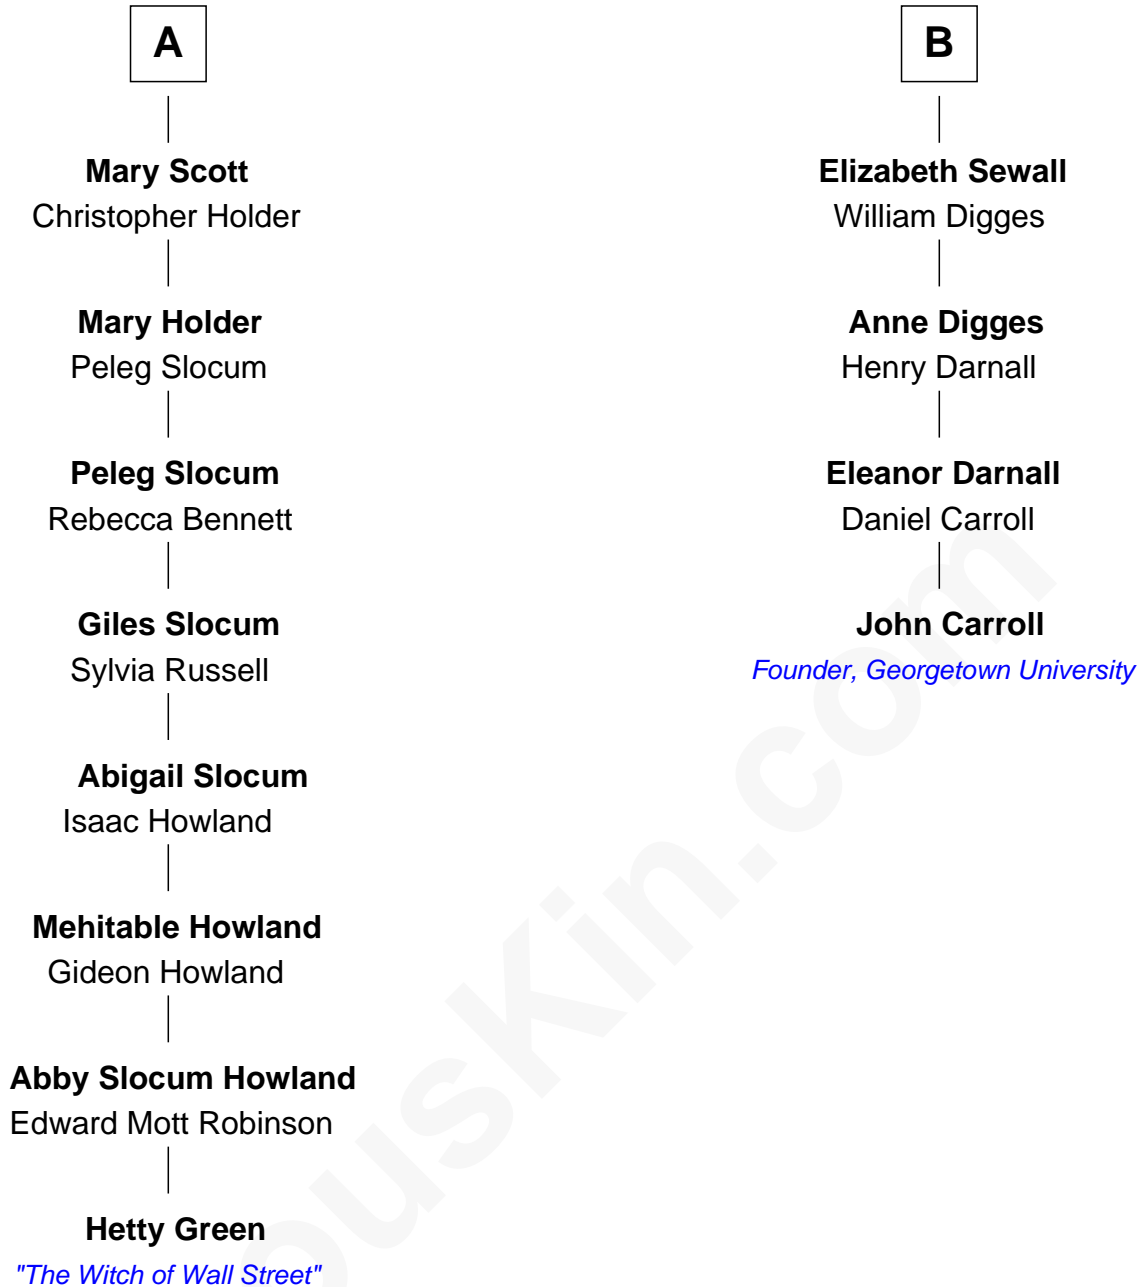 A
Mary Scott
Christopher Holder
Mary Holder
Peleg Slocum
Peleg Slocum
Rebecca Bennett
Giles Slocum
Sylvia Russell
Abigail Slocum
Isaac Howland
Mehitable Howland
Gideon Howland
Abby Slocum Howland
Edward Mott Robinson
Hetty Green
"The Witch of Wall Street"
B
Elizabeth Sewall
William Digges
Anne Digges
Henry Darnall
Eleanor Darnall
Daniel Carroll
John Carroll
Founder, Georgetown University
ousKin.com